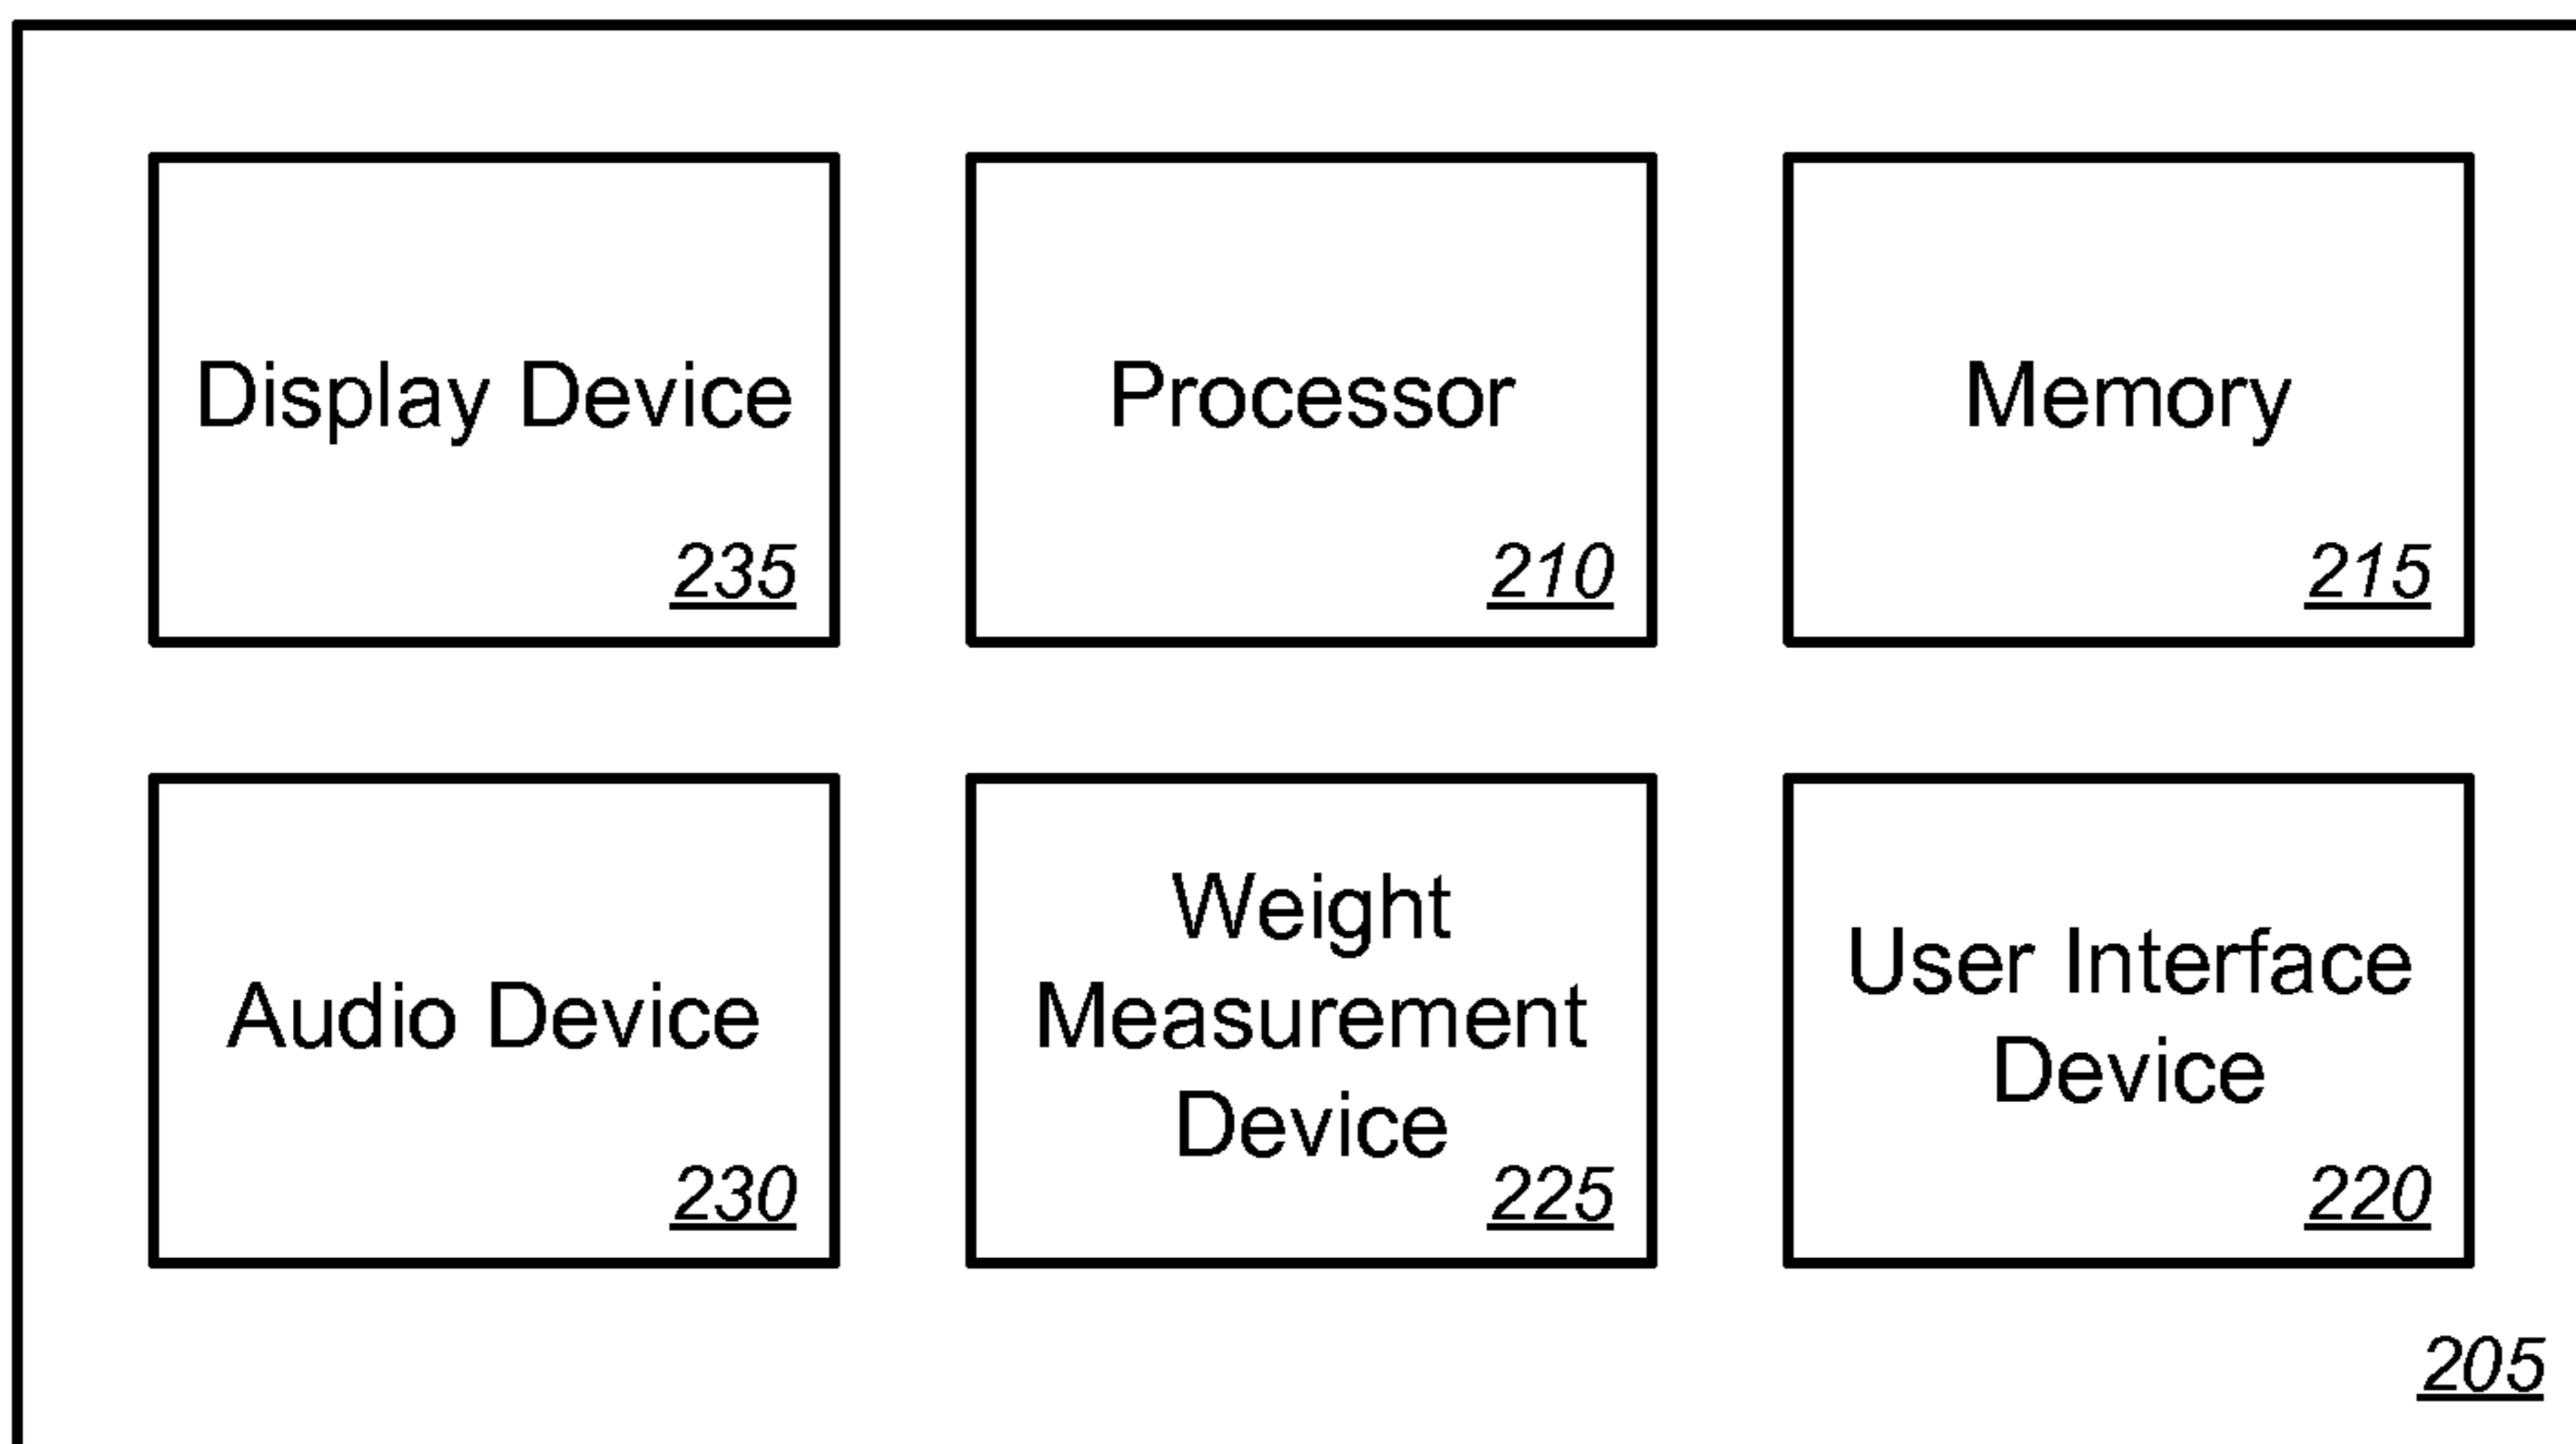 Display Device
235
Processor
210
Memory
215
Audio Device
230
Weight
Measurement
Device
225
User Interface
Device
220
205